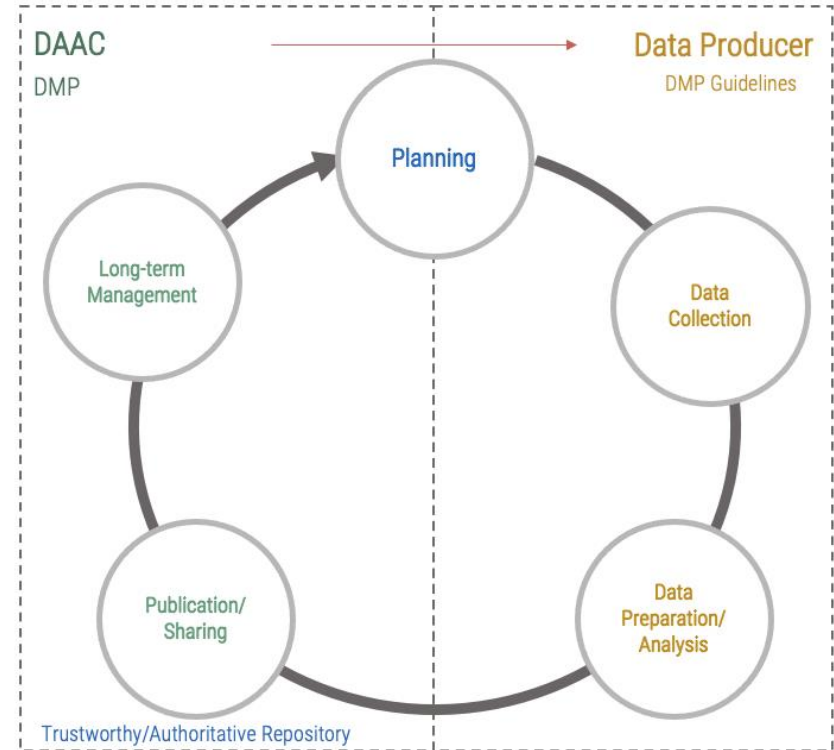 DAAC
DMP
Data Producer
DMP Guidelines
Planning
Long-term
Management
Data
Collection
Publication/
Sharing
Data
Preparation/
Analysis
Trustworthy/Authoritative Repository